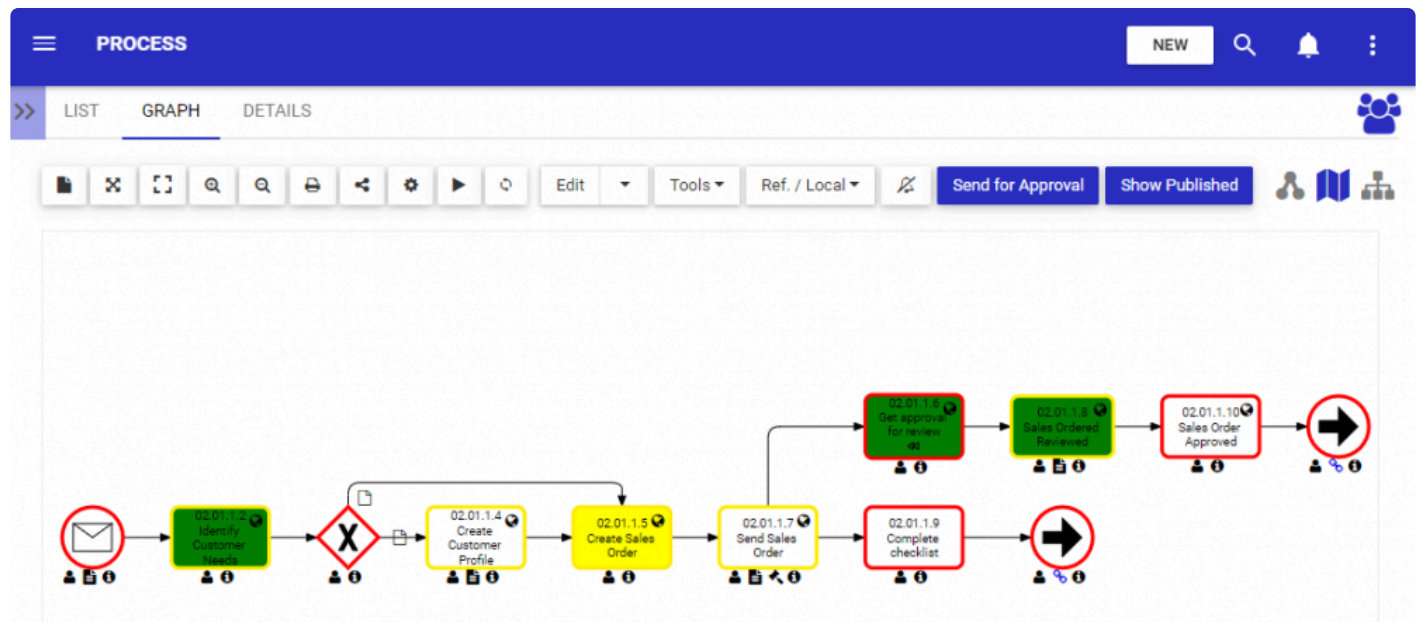 PROCESS
NEW
LIST
GRAPH
DETAILS
Edit
Tools
Ref. / Local
Send for Approval
Show Published
02.01.1.6
Get approval
for review
02.01.1.8
Sales Ordered
Reviewed
02.01.1.10
Sales Order
Approved
02.01.1.2
Identify
Customer
Needs
X
02.01.1.4
Create
Customer
Profile
02.01.1.5
Create Sales
Order
02.01.1.7
Send Sales
Order
02.01.1.9
Complete
checklist